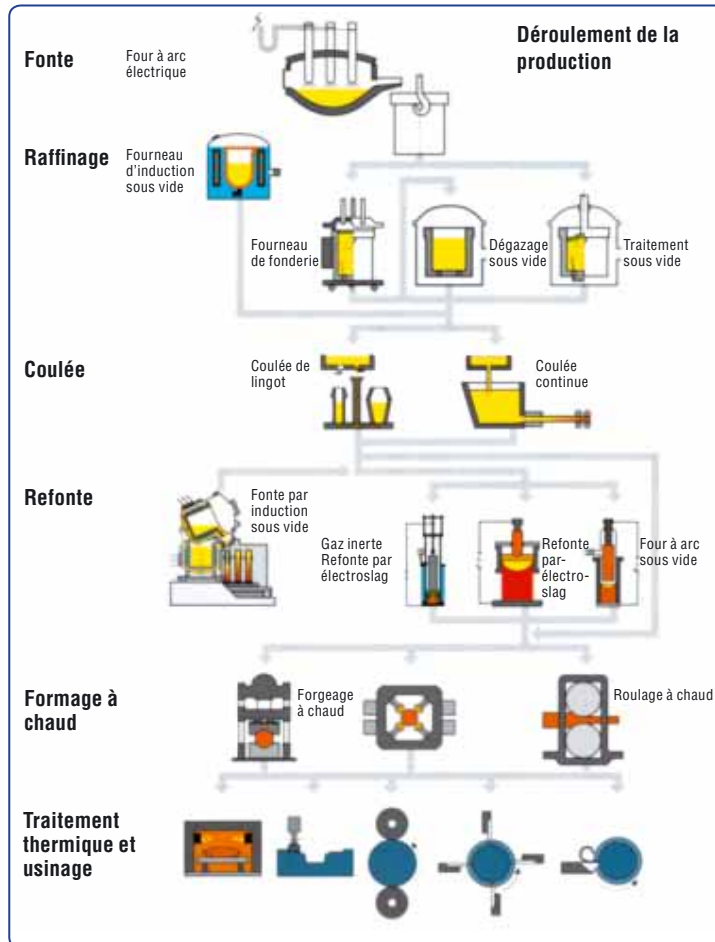 Déroulement de la
production
Fonte
Four à arc
électrique
Raffinage
Fourneau
d’induction
sous vide
Fourneau
de fonderie
Dégazage
sous vide
Traitement
sous vide
Coulée
Coulée de
lingot
Coulée
continue
Refonte
Fonte par
induction
sous vide
Gaz inerte
Refonte par
électroslag
Refonte
par-
électro-
slag
Four à arc
sous vide
Formage à
chaud
Forgeage
à chaud
Roulage à chaud
Traitement
thermique et
usinage